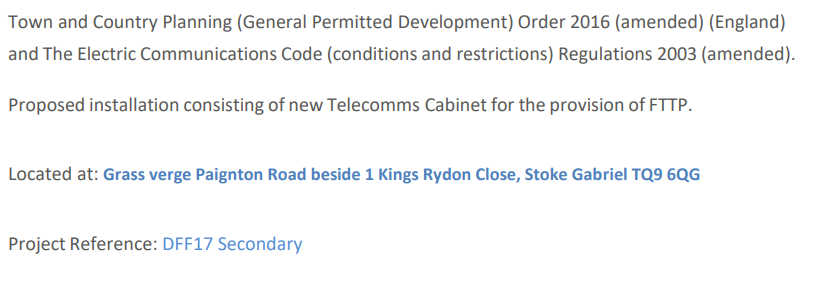 Town and Country Planning (General Permitted Development) Order 2016 (amended) (England)
and The Electric Communications Code (conditions and restrictions) Regulations 2003 (amended).
Proposed installation consisting of new Telecomms Cabinet for the provision of FTTP.
Located at: Grass verge Paignton Road beside 1 Kings Rydon Close, Stoke Gabriel TQ9 6QG
Project Reference: DFF17 Secondary